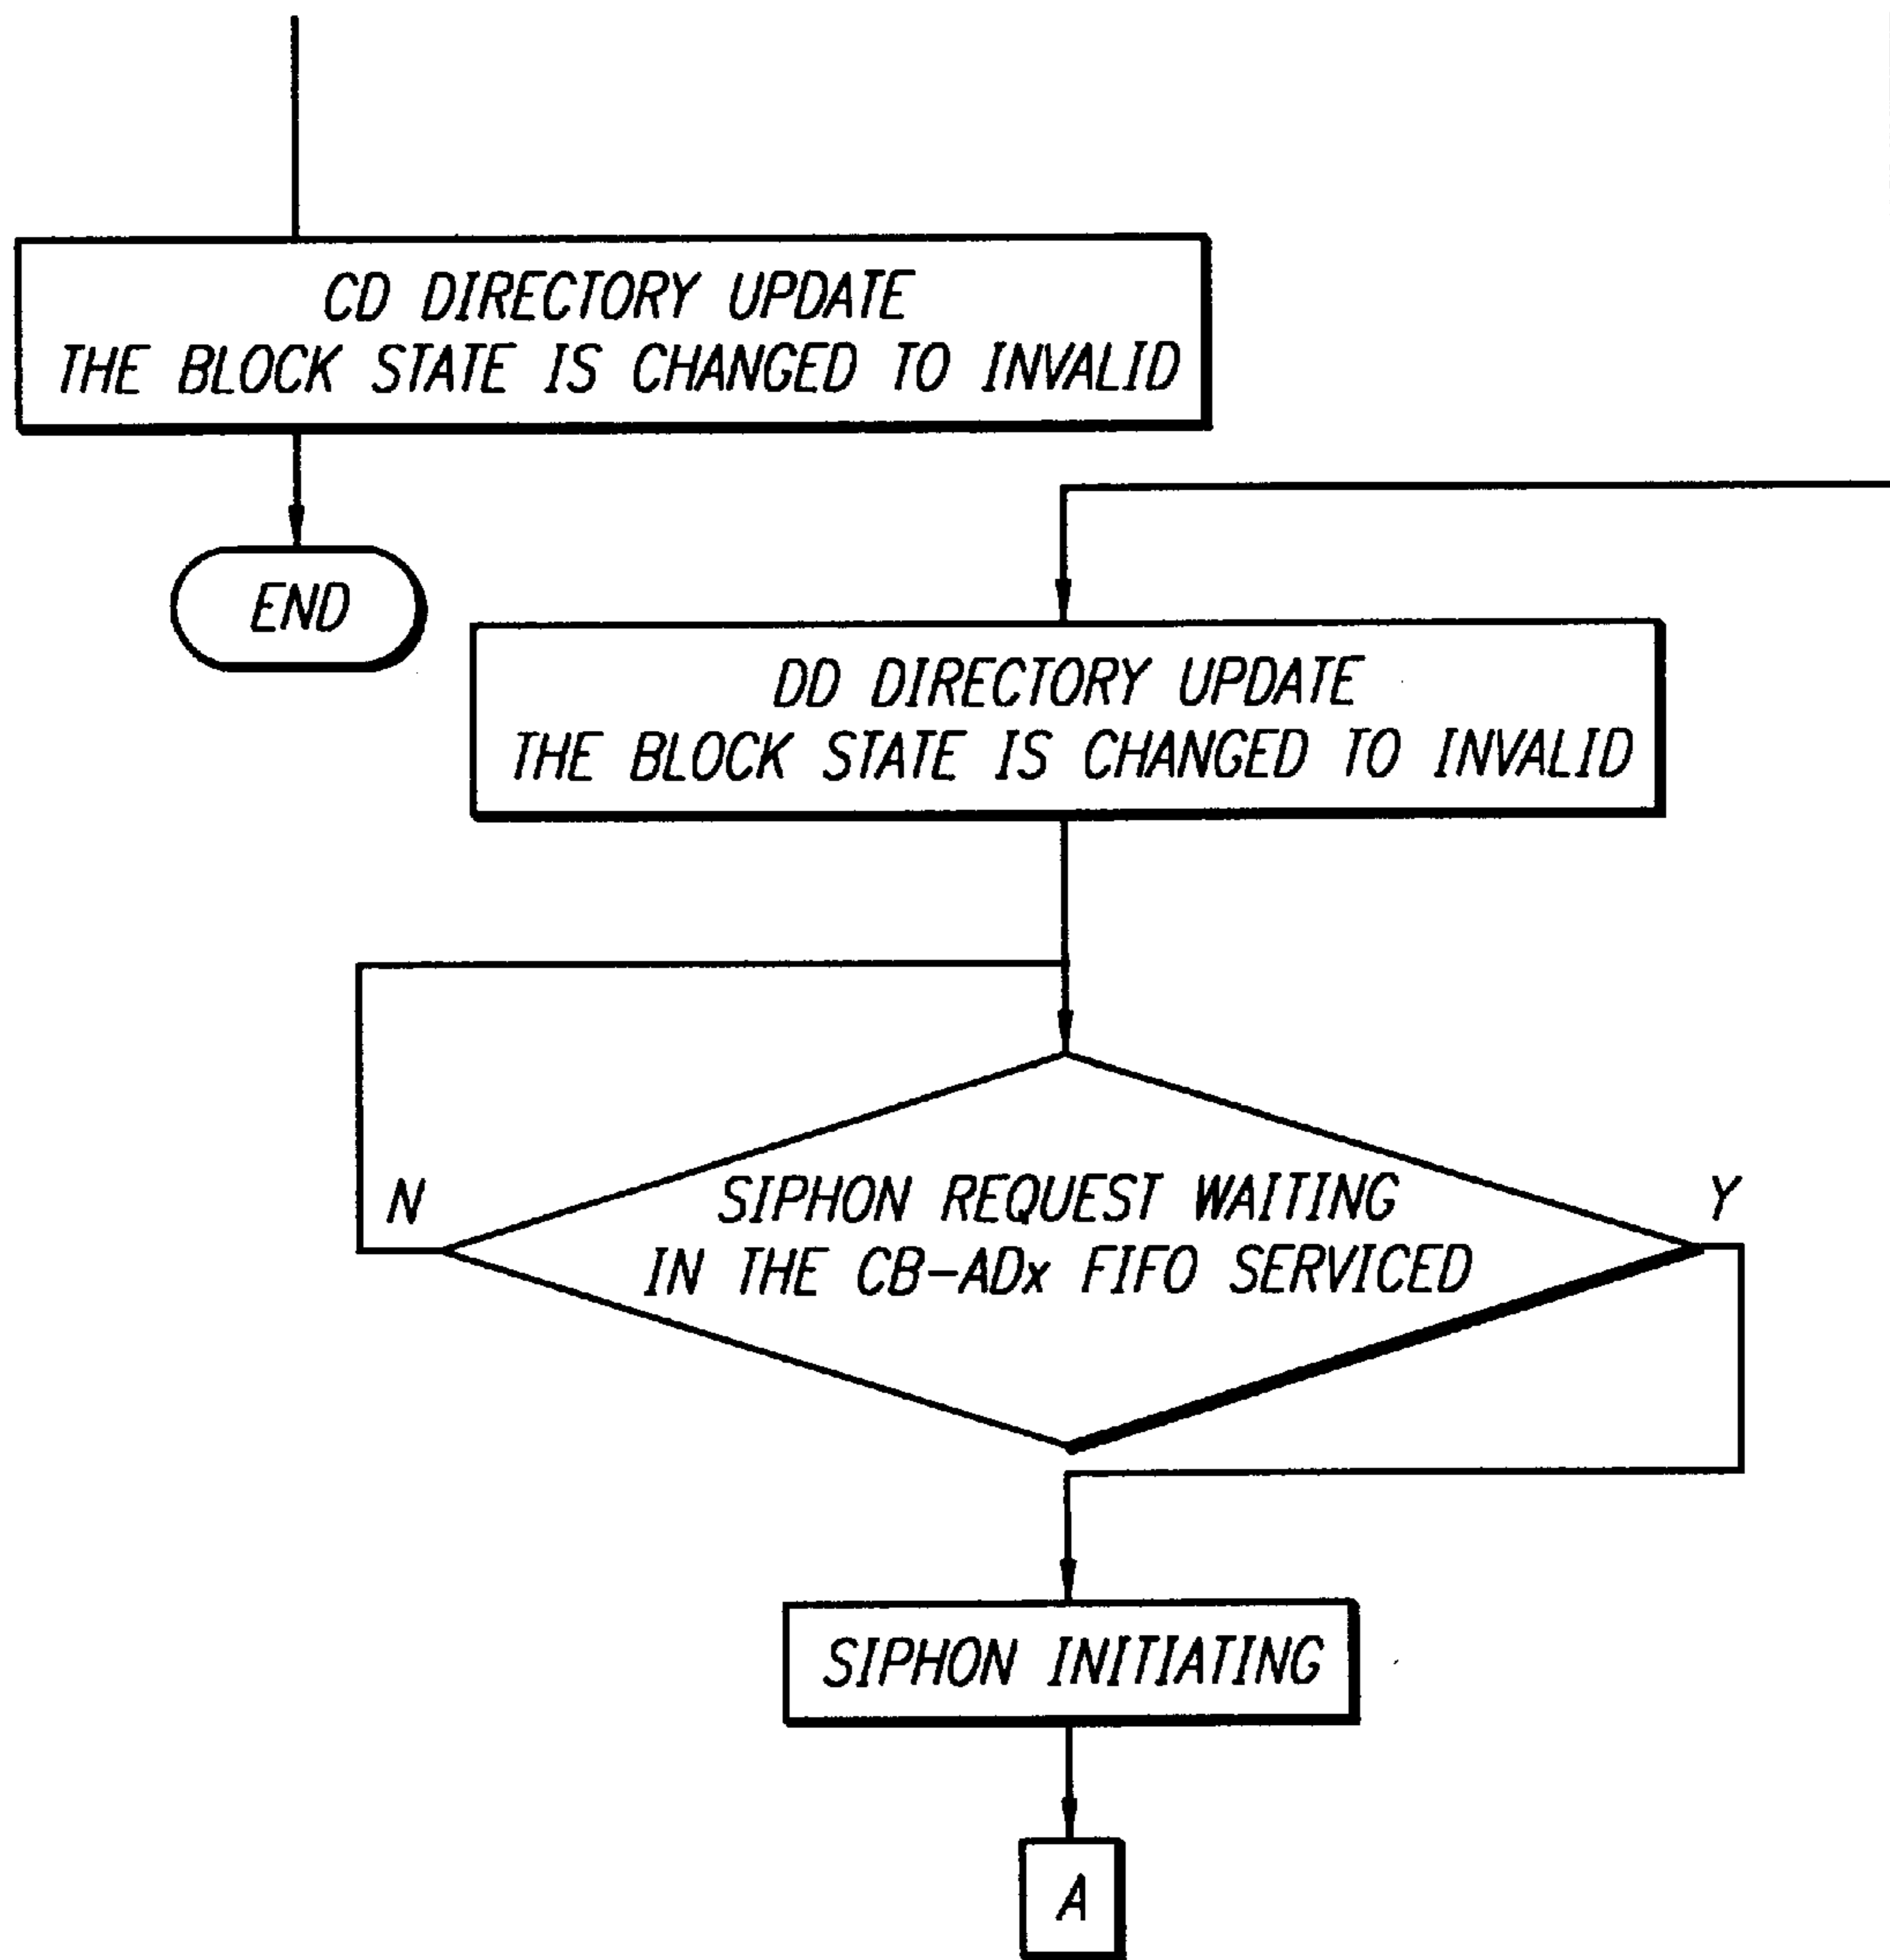 CD DIRECTORY UPDATE
THE BLOCK STATE IS CHANGED TO INVALID
END
DD DIRECTORY UPDATE
THE BLOCK STATE IS CHANGED TO INVALID
N
SIPHON REQUEST WAITING
IN THE CB-ADx FIFO SERVICED
Y
SIPHON INITIATING
A